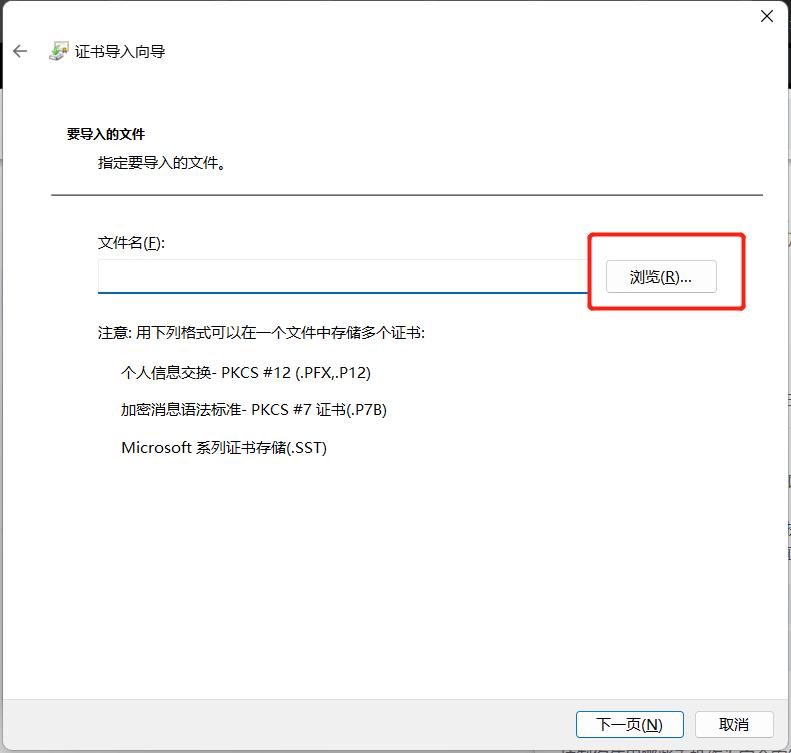 证书导入向导
要导入的文件
指定要导入的文件。
文件名(F):
浏览(R)...
注意: 用下列格式可以在一个文件中存储多个证书:
个人信息交换- PKCS #12 (.PFX,.P12)
加密消息语法标准- PKCS #7 证书(.P7B)
Microsoft 系列证书存储(.SST)
下一页(N)
取消